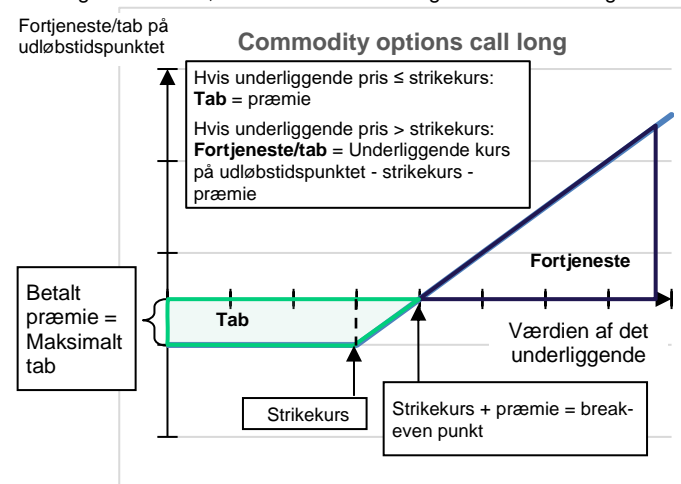 Fortjeneste/tab på
udløbstidspunktet
Commodity options call long
Hvis underliggende pris ≤ strikekurs:
Tab = præmie
Hvis underliggende pris > strikekurs:
Fortjeneste/tab = Underliggende kurs
på udløbstidspunktet - strikekurs -
præmie
Fortjeneste
Betalt
præmie =
Maksimalt
tab
Tab
Værdien af det
underliggende
Strikekurs
Strikekurs + præmie = break-
even punkt